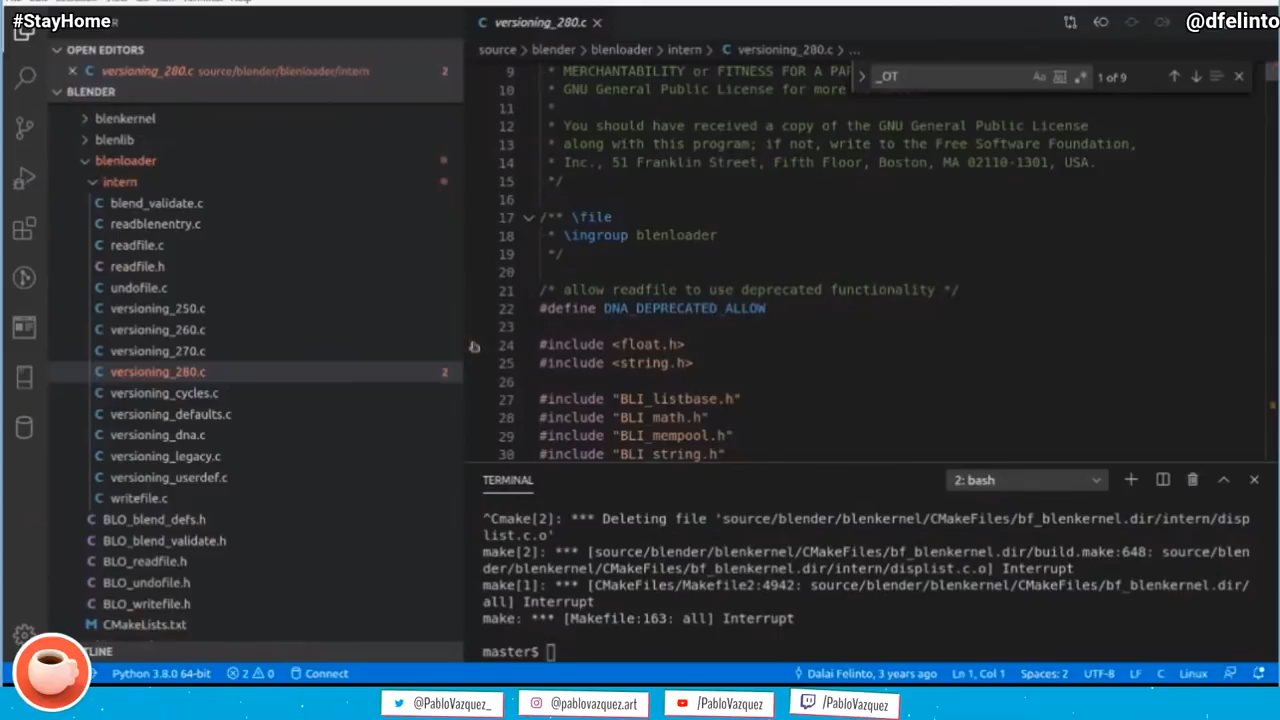 #StayHome
@dfelinto
OPEN EDITORS
versioning_280.c source/blender/blenloader/intern 2
BLENDER
blenkernel
blenlib
blenloader
intern
blend_validate.c
readblenentry.c
readfile.c
readfile.h
undofile.c
versioning_250.c
versioning_260.c
versioning_270.c
versioning_280.c 2
versioning_cycles.c
versioning_defaults.c
versioning_dna.c
versioning_legacy.c
versioning_userdef.c
writefile.c
BLO_blend_defs.h
BLO_blend_validate.h
BLO_readfile.h
BLO_undofile.h
BLO_writefile.h
CMakeLists.txt
TLINE
versioning_280.c
source > blender > blenloader > intern > C versioning_280.c > ...
_OT
1 of 9
9 * MERCHANTABILITY or FITNESS FOR A PA
10 * GNU General Public License for more
11 *
12 * You should have received a copy of the GNU General Public License
13 * along with this program; if not, write to the Free Software Foundation,
14 * Inc., 51 Franklin Street, Fifth Floor, Boston, MA 02110-1301, USA.
15 */
16
17 /** \file
18 * \ingroup blenloader
19 */
20
21 /* allow readfile to use deprecated functionality */
22 #define DNA_DEPRECATED_ALLOW
23
24 #include <float.h>
25 #include <string.h>
26
27 #include "BLI_listbase.h"
28 #include "BLI_math.h"
29 #include "BLI_mempool.h"
30 #include "BLI_string.h"
TERMINAL
2: bash
^Cmake[2]: *** Deleting file 'source/blender/blenkernel/CMakeFiles/bf_blenkernel.dir/intern/disp
list.c.o'
make[2]: *** [source/blender/blenkernel/CMakeFiles/bf_blenkernel.dir/build.make:648: source/blen
der/blenkernel/CMakeFiles/bf_blenkernel.dir/intern/displist.c.o] Interrupt
make[1]: *** [CMakeFiles/Makefile2:4942: source/blender/blenkernel/CMakeFiles/bf_blenkernel.dir/
all] Interrupt
make: *** [Makefile:163: all] Interrupt
master$
Python 3.8.0 64-bit 2 0 Connect
Dalai Felinto, 3 years ago Ln 1, Col 1 Spaces: 2 UTF-8 LF C Linux
@PabloVazquez_
@pablovazquez.art
/PabloVazquez
/PabloVazquez